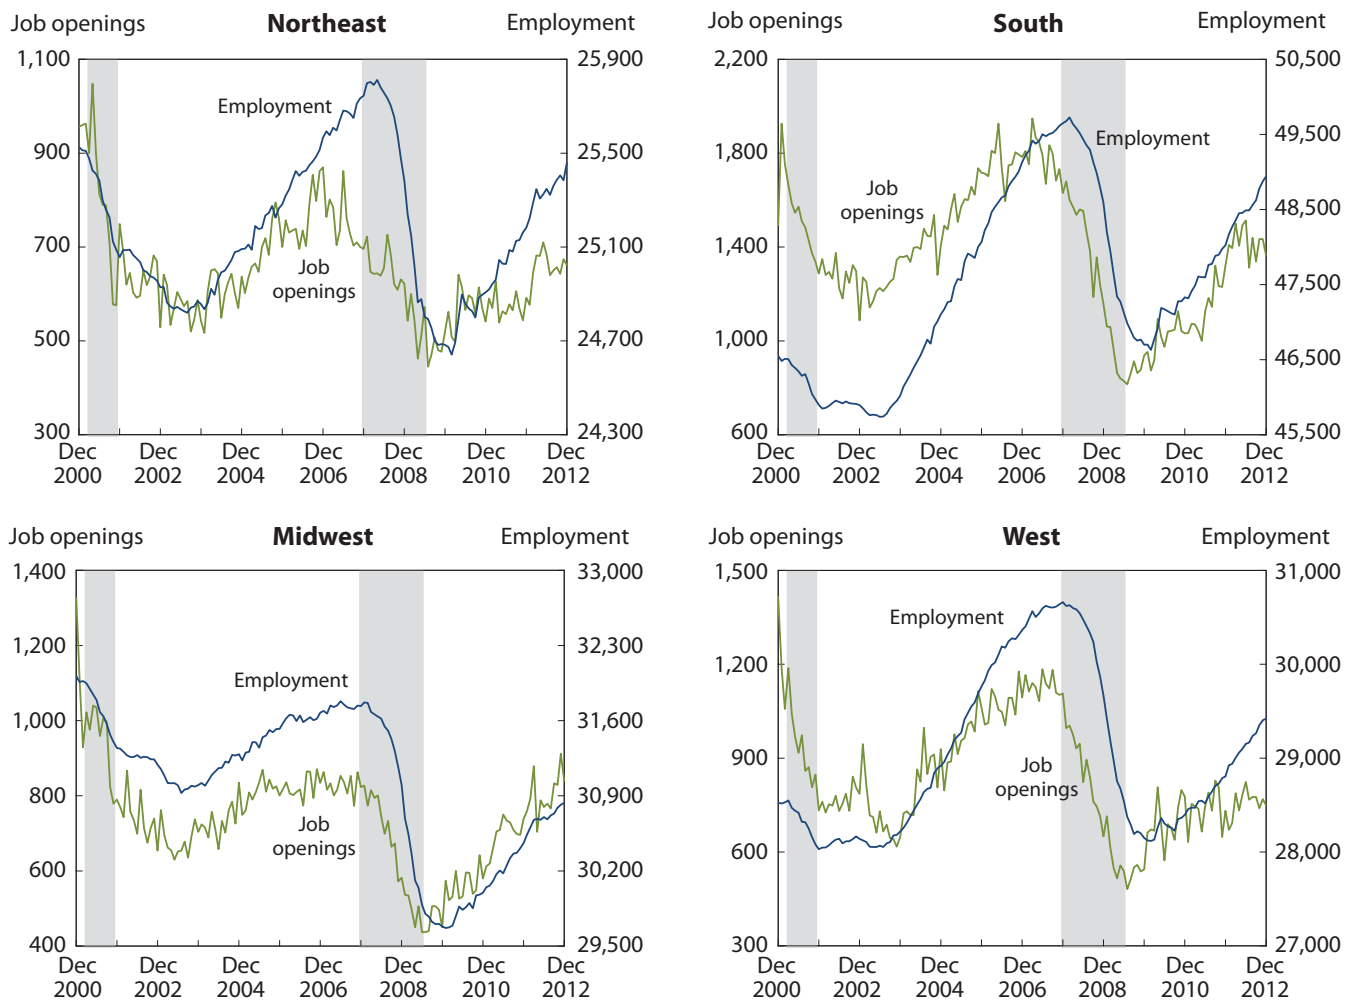 Job openings Northeast Employment
1,100 25,900
Employment
900 25,500
700 25,100
Job
openings
500 24,700
300 24,300
Dec Dec Dec Dec Dec Dec Dec
2000 2002 2004 2006 2008 2010 2012
Job openings South Employment
2,200 50,500
49,500
Employment
1,800
Job
openings
48,500
1,400
47,500
1,000
46,500
600 45,500
Dec Dec Dec Dec Dec Dec Dec
2000 2002 2004 2006 2008 2010 2012
Job openings Midwest Employment
1,400 33,000
1,200 32,300
Employment
1,000 31,600
800 30,900
Job
openings
600 30,200
400 29,500
Dec Dec Dec Dec Dec Dec Dec
2000 2002 2004 2006 2008 2010 2012
Job openings West Employment
1,500 31,000
Employment
1,200 30,000
900 29,000
Job
openings
600 28,000
300 27,000
Dec Dec Dec Dec Dec Dec Dec
2000 2002 2004 2006 2008 2010 2012